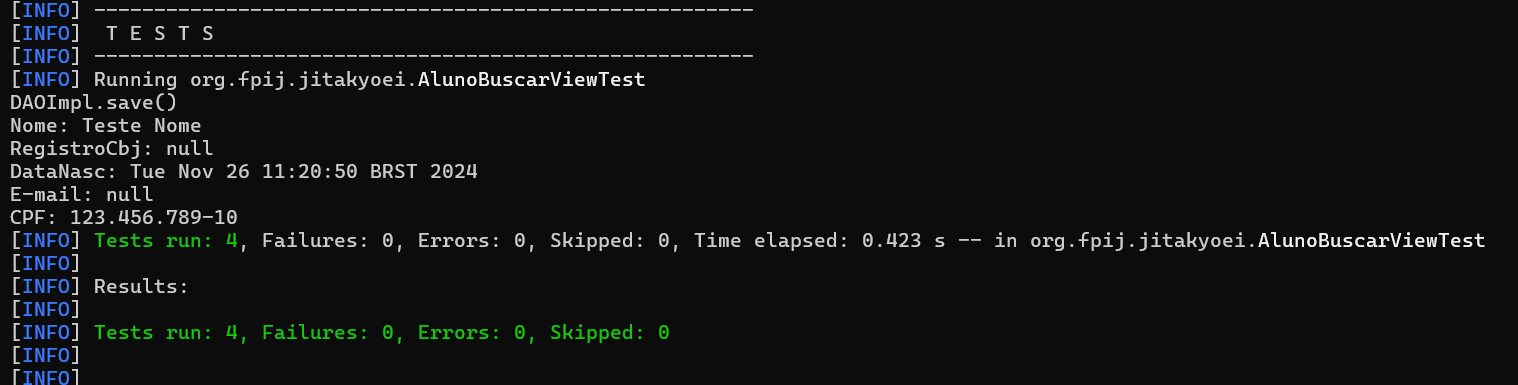 [INFO] -------------------------------------------------------
[INFO]  T E S T S
[INFO] -------------------------------------------------------
[INFO] Running org.fpij.jitakyoei.AlunoBuscarViewTest
DAOImpl.save()
Nome: Teste Nome
RegistroCbj: null
DataNasc: Tue Nov 26 11:20:50 BRST 2024
E-mail: null
CPF: 123.456.789-10
[INFO] Tests run: 4, Failures: 0, Errors: 0, Skipped: 0, Time elapsed: 0.423 s -- in org.fpij.jitakyoei.AlunoBuscarViewTest
[INFO]
[INFO] Results:
[INFO]
[INFO] Tests run: 4, Failures: 0, Errors: 0, Skipped: 0
[INFO]
[INFO]